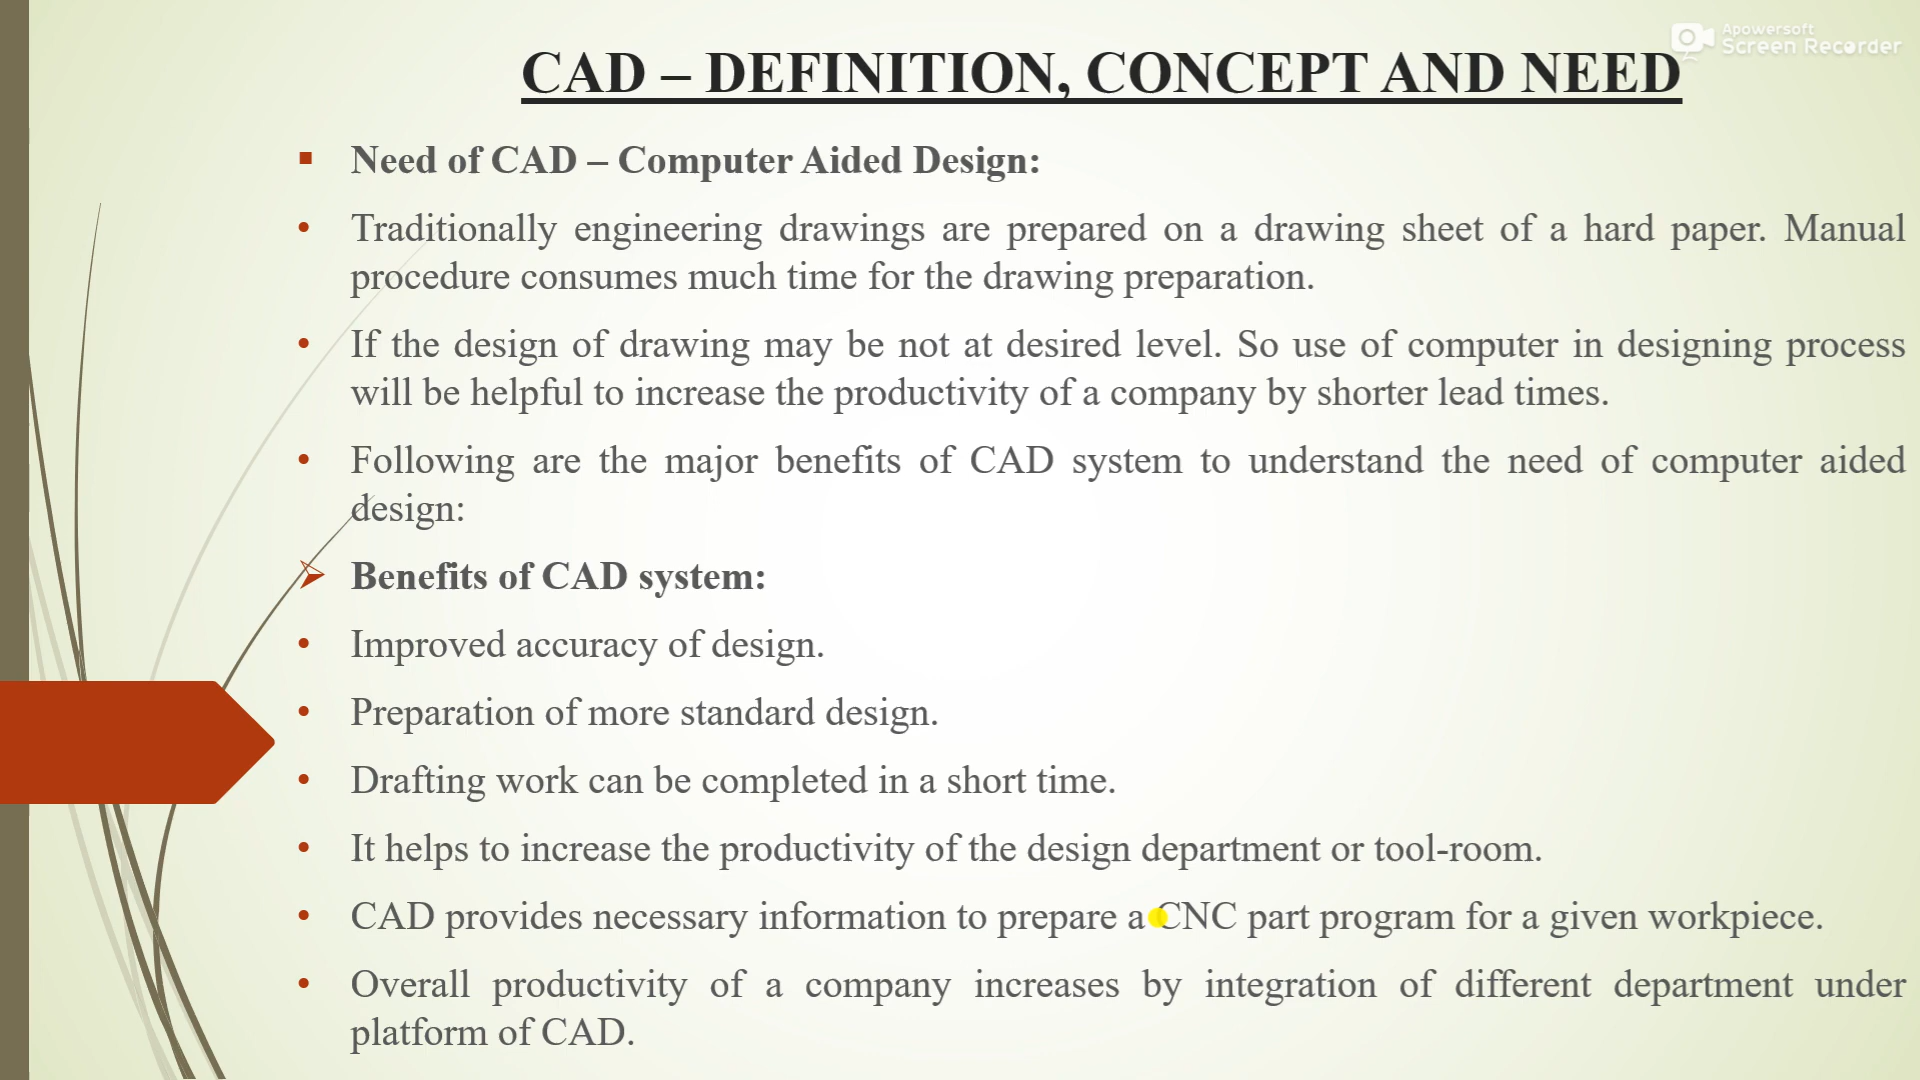 Apowersoft
Screen Recorder
CAD – DEFINITION, CONCEPT AND NEED
Need of CAD – Computer Aided Design:
Traditionally engineering drawings are prepared on a drawing sheet of a hard paper. Manual
procedure consumes much time for the drawing preparation.
If the design of drawing may be not at desired level. So use of computer in designing process
will be helpful to increase the productivity of a company by shorter lead times.
Following are the major benefits of CAD system to understand the need of computer aided
design:
Benefits of CAD system:
Improved accuracy of design.
Preparation of more standard design.
Drafting work can be completed in a short time.
It helps to increase the productivity of the design department or tool-room.
CAD provides necessary information to prepare a CNC part program for a given workpiece.
Overall productivity of a company increases by integration of different department under
platform of CAD.